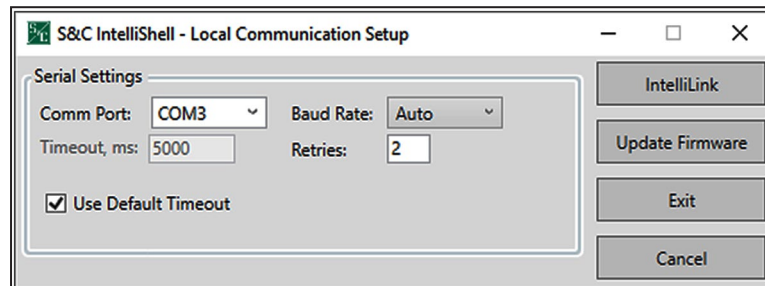 S&C IntelliShell - Local Communication Setup
Serial Settings
Comm Port: COM3 Baud Rate: Auto
Timeout, ms: 5000 Retries: 2
Use Default Timeout
IntelliLink
Update Firmware
Exit
Cancel